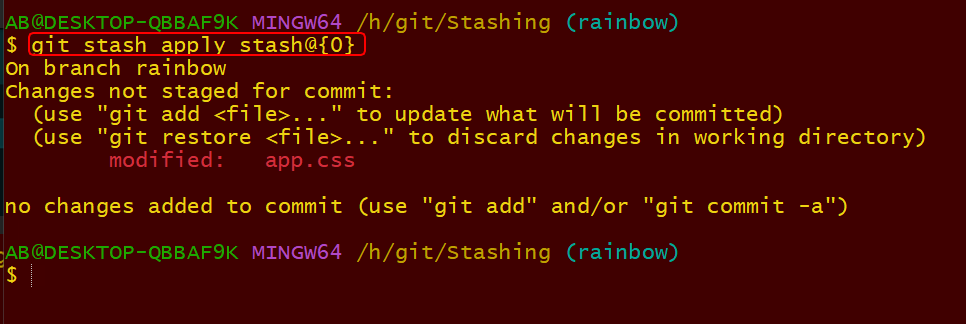 AB@DESKTOP-QBBAF9K MINGW64 /h/git/Stashing (rainbow)
$ git stash apply stash@{0}
On branch rainbow
Changes not staged for commit:
  (use "git add <file>..." to update what will be committed)
  (use "git restore <file>..." to discard changes in working directory)
        modified:   app.css

no changes added to commit (use "git add" and/or "git commit -a")

AB@DESKTOP-QBBAF9K MINGW64 /h/git/Stashing (rainbow)
$